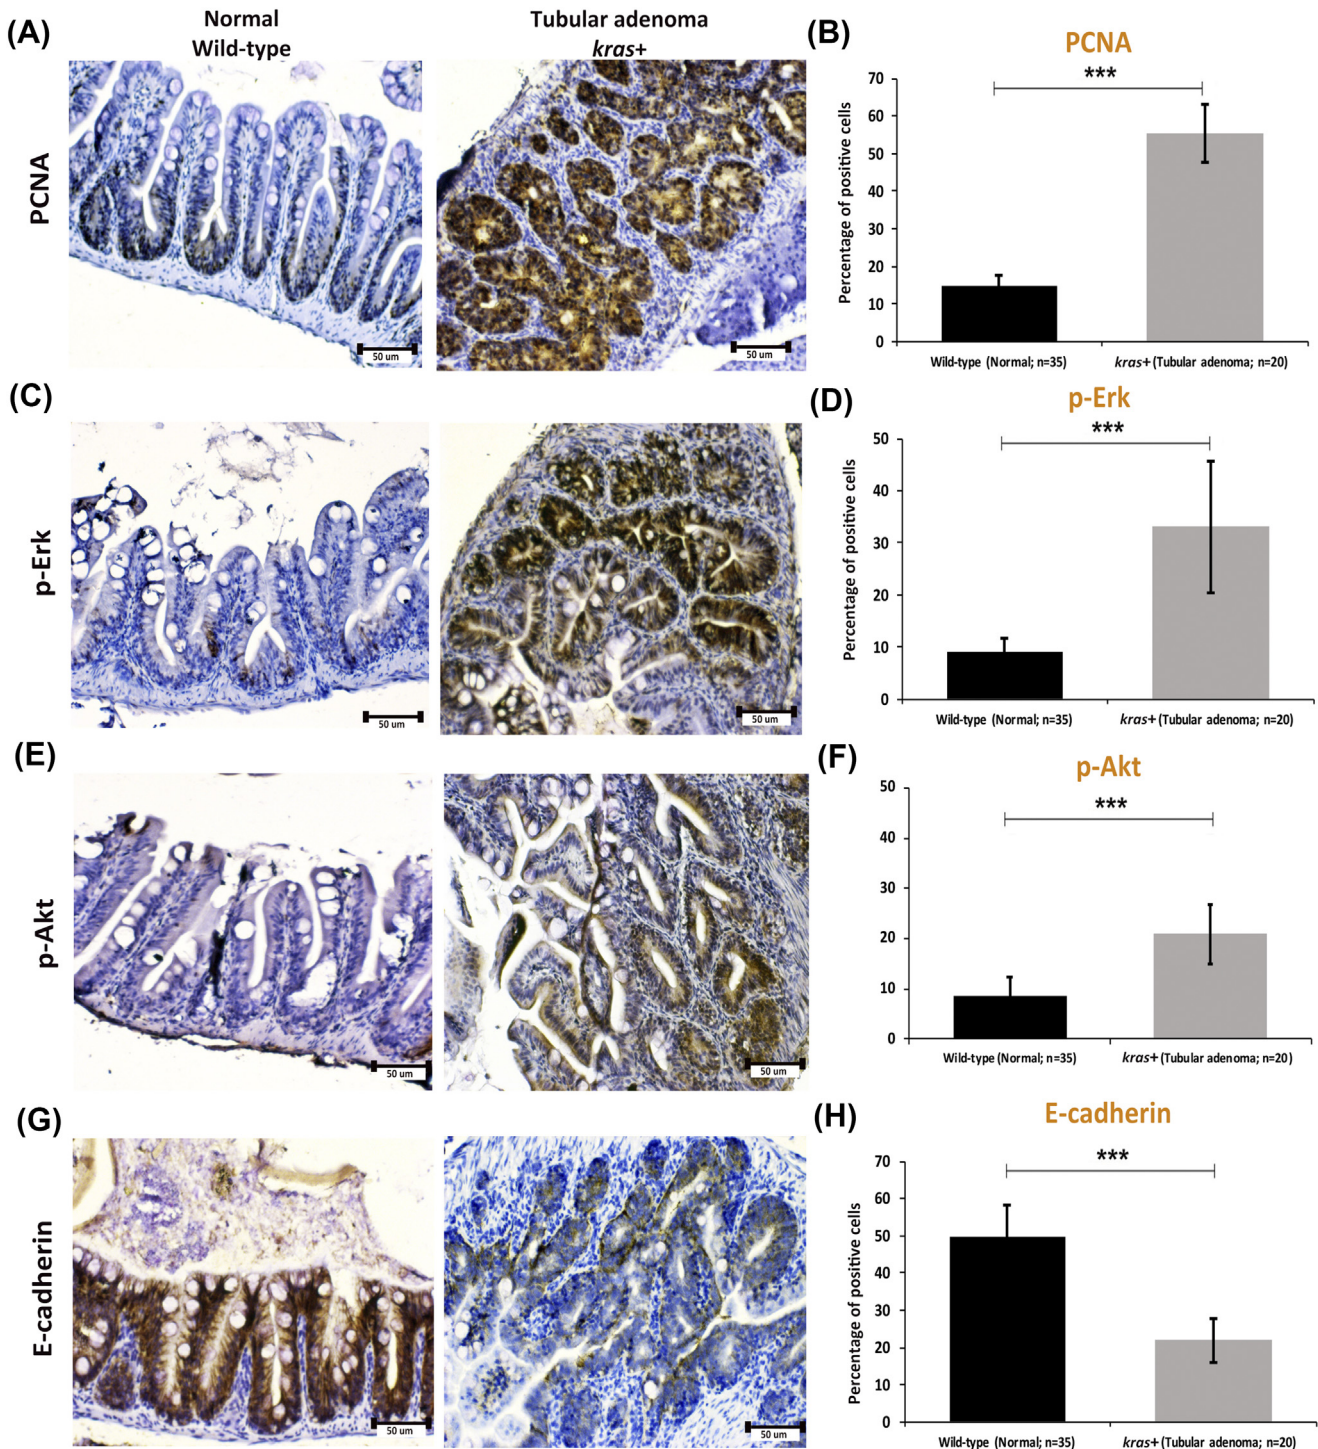 (A)
Normal
Wild-type
Tubular adenoma
kras+
PCNA
50 um
50 um
(B)
PCNA
***
Percentage of positive cells
70
60
50
40
30
20
10
0
Wild-type (Normal; n=35)
kras+ (Tubular adenoma; n=20)
(C)
p-Erk
50 um
50 um
(D)
p-Erk
***
Percentage of positive cells
50
40
30
20
10
0
Wild-type (Normal; n=35)
kras+ (Tubular adenoma; n=20)
(E)
p-Akt
50 um
50 um
(F)
p-Akt
***
Percentage of positive cells
50
40
30
20
10
0
Wild-type (Normal; n=35)
kras+ (Tubular adenoma; n=20)
(G)
E-cadherin
50 um
50 um
(H)
E-cadherin
***
Percentage of positive cells
70
60
50
40
30
20
10
0
Wild-type (Normal; n=35)
kras+ (Tubular adenoma; n=20)